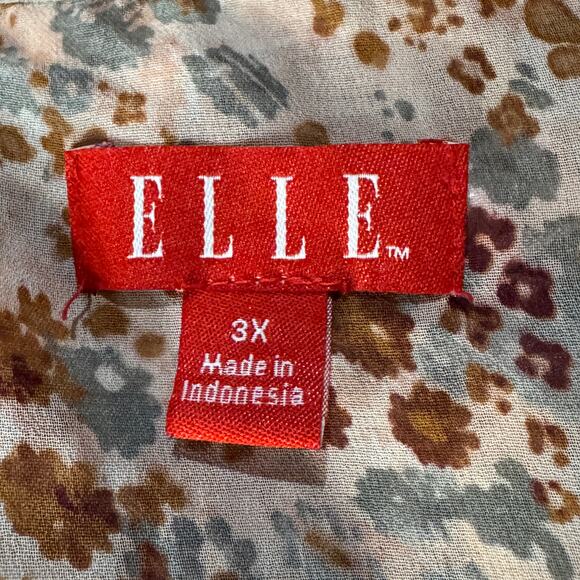 ELLE™
3X
Made in
Indonesia